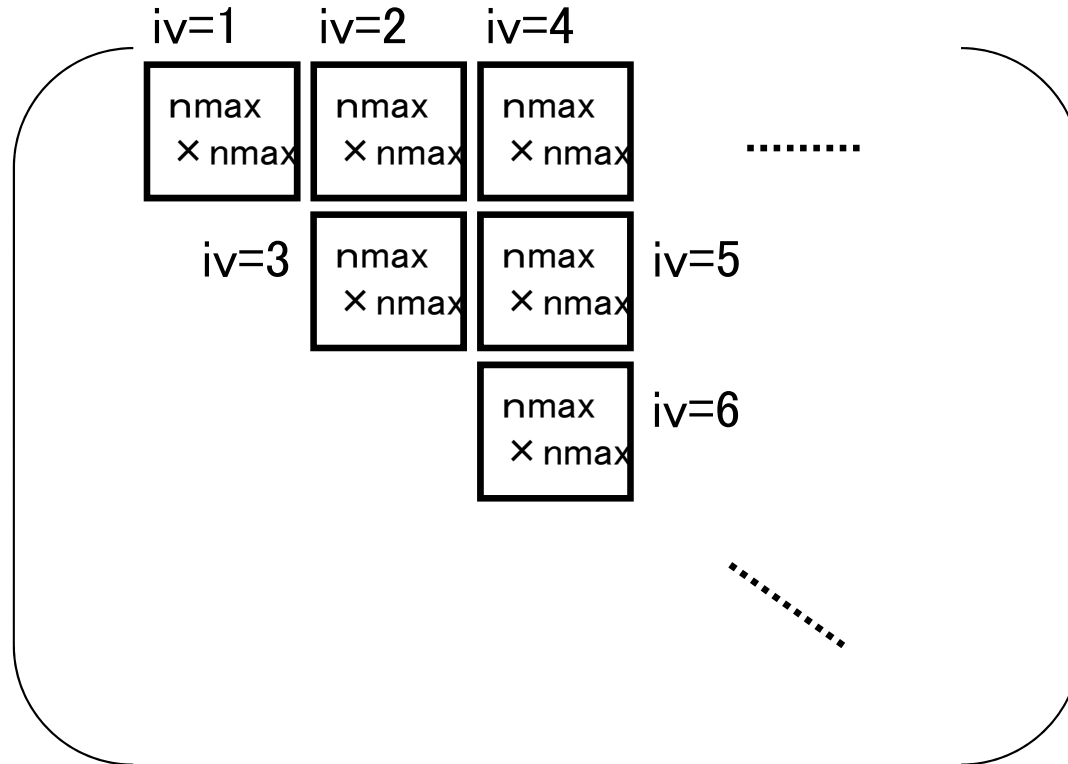 iv=1 iv=2 iv=4
nmax nmax nmax
×nmax ×nmax ×nmax
iv=3 nmax nmax iv=5
×nmax ×nmax
nmax iv=6
×nmax